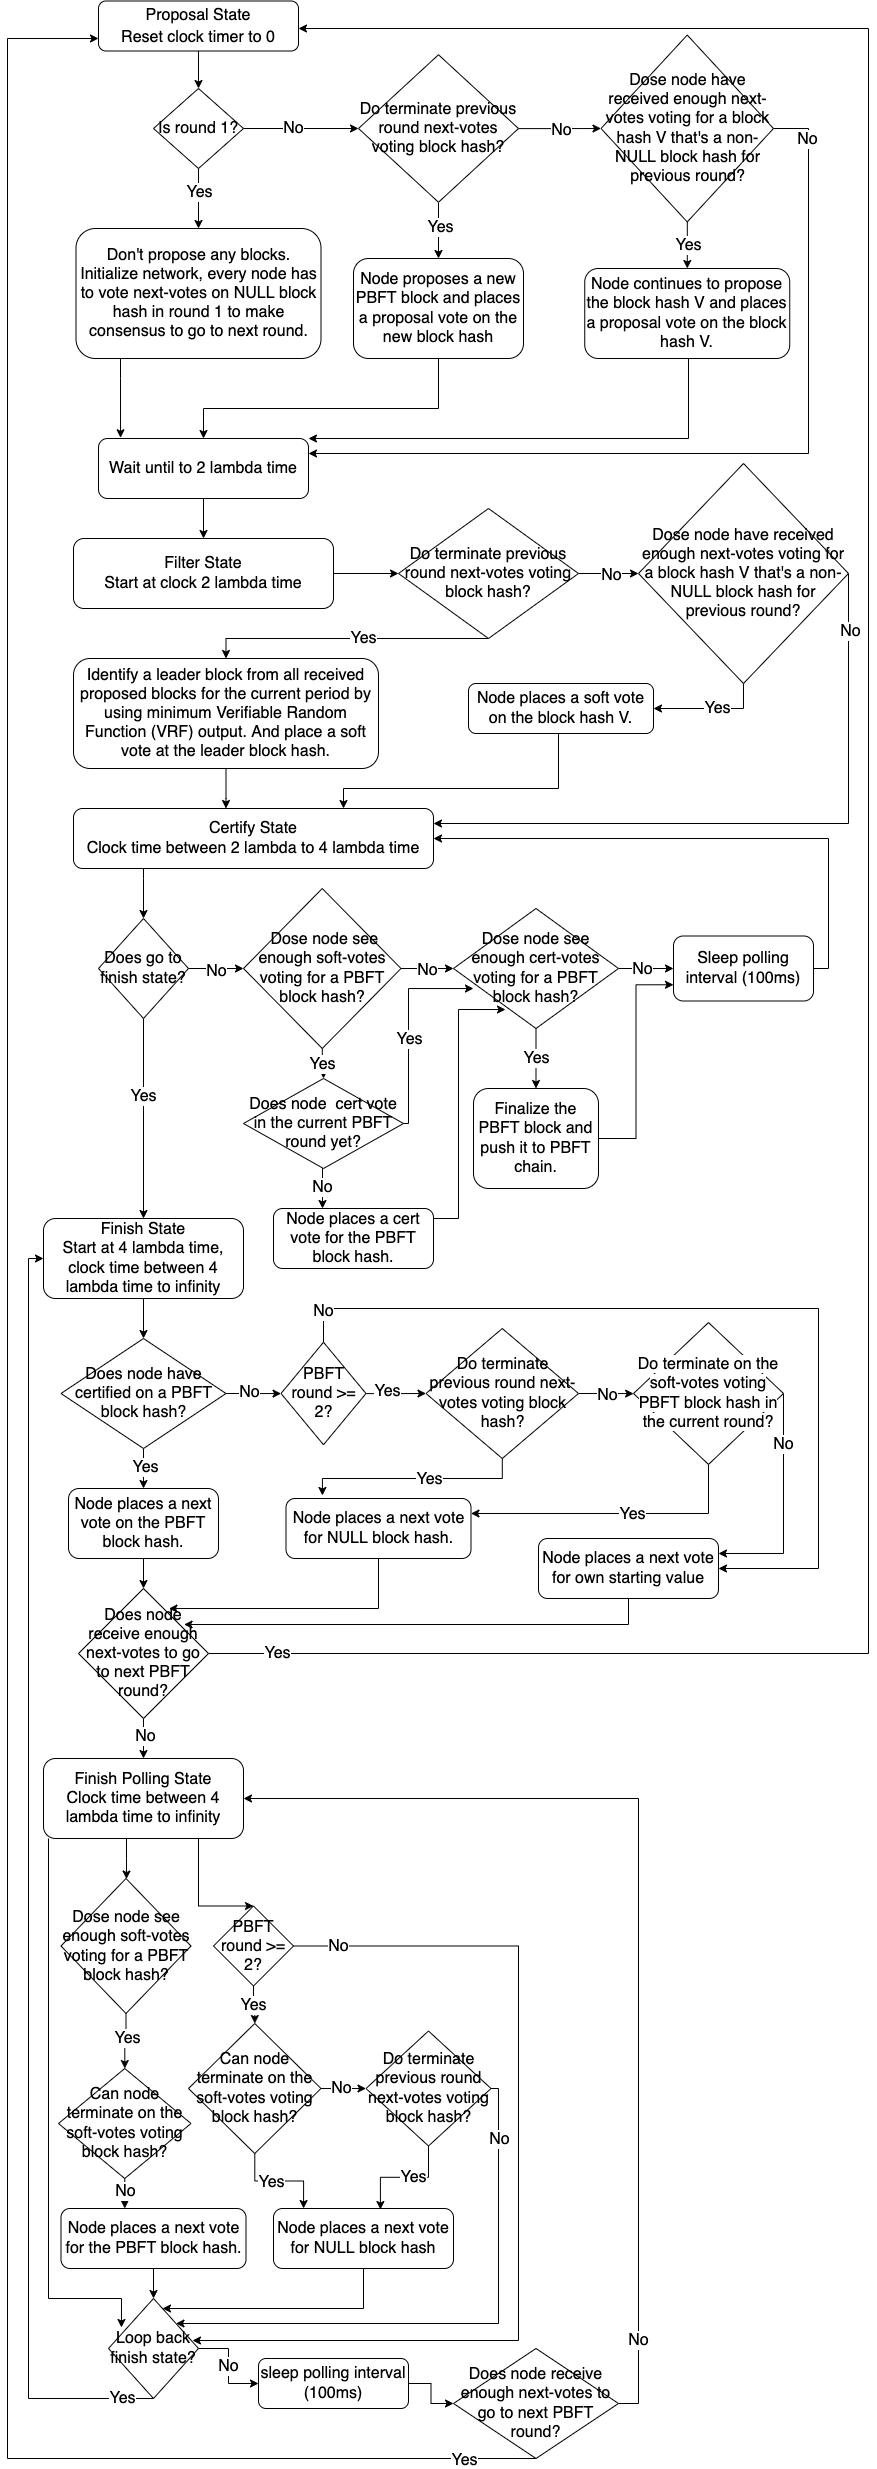 Proposal State
Reset clock timer to 0
Is round 1?
No
Do terminate previous
round next-votes
voting block hash?
No
Dose node have
received enough next-
votes voting for a block
hash V that's a non-
NULL block hash for
previous round?
No
Yes
Yes
Yes
Don't propose any blocks.
Initialize network, every node has
to vote next-votes on NULL block
hash in round 1 to make
consensus to go to next round.
Node proposes a new
PBFT block and places
a proposal vote on the
new block hash
Node continues to propose
the block hash V and places
a proposal vote on the block
hash V.
Wait until to 2 lambda time
Filter State
Start at clock 2 lambda time
Do terminate previous
round next-votes voting
block hash?
No
Dose node have received
enough next-votes voting for
a block hash V that's a non-
NULL block hash for
previous round?
No
Yes
Identify a leader block from all received
proposed blocks for the current period by
using minimum Verifiable Random
Function (VRF) output. And place a soft
vote at the leader block hash.
Node places a soft vote
on the block hash V.
Yes
Certify State
Clock time between 2 lambda to 4 lambda time
Does go to
finish state?
No
Dose node see
enough soft-votes
voting for a PBFT
block hash?
No
Dose node see
enough cert-votes
voting for a PBFT
block hash?
No
Sleep polling
interval (100ms)
Yes
Yes
Yes
Yes
Does node  cert vote
in the current PBFT
round yet?
Finalize the
PBFT block and
push it to PBFT
chain.
No
Node places a cert
vote for the PBFT
block hash.
Finish State
Start at 4 lambda time,
clock time between 4
lambda time to infinity
No
Does node have
certified on a PBFT
block hash?
No
PBFT
round >=
2?
Yes
Do terminate
previous round next-
votes voting block
hash?
No
Do terminate on the
soft-votes voting
PBFT block hash in
the current round?
No
Yes
Yes
Yes
Node places a next
vote on the PBFT
block hash.
Node places a next vote
for NULL block hash.
Node places a next vote
for own starting value
Does node
receive enough
next-votes to go
to next PBFT
round?
Yes
No
Finish Polling State
Clock time between 4
lambda time to infinity
Dose node see
enough soft-votes
voting for a PBFT
block hash?
PBFT
round >=
2?
No
Yes
Yes
Can node
terminate on the
soft-votes voting
block hash?
Can node
terminate on the
soft-votes voting
block hash?
No
Do terminate
previous round
next-votes voting
block hash?
No
No
Yes
Yes
Node places a next vote
for the PBFT block hash.
Node places a next vote
for NULL block hash
Loop back
finish state?
No
Yes
sleep polling interval
(100ms)
Does node receive
enough next-votes to
go to next PBFT
round?
No
Yes